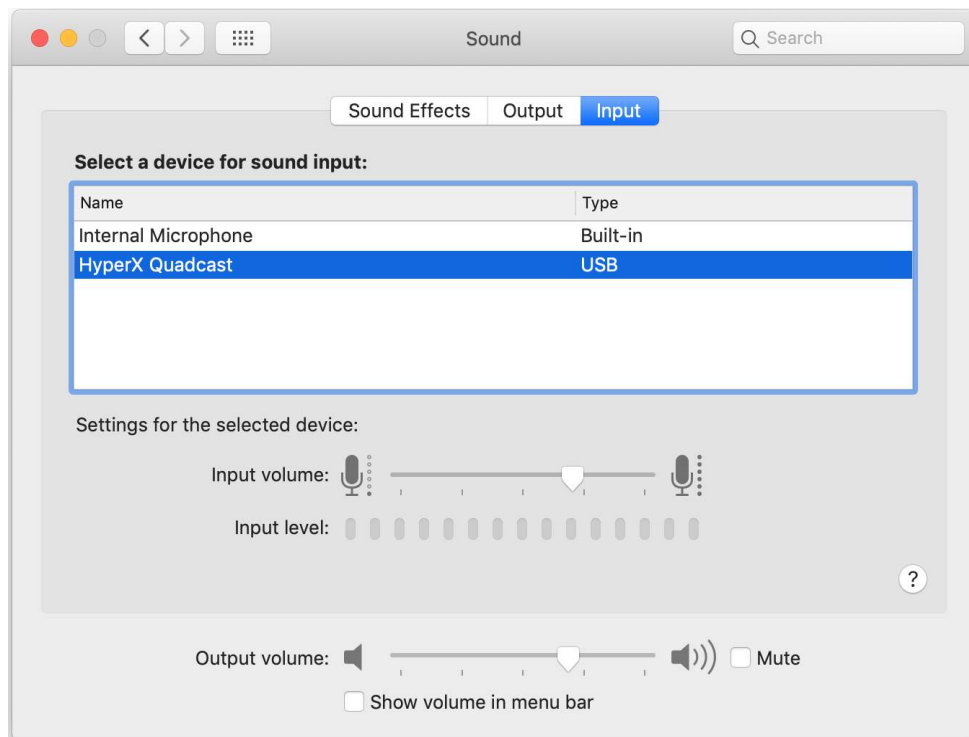 Sound
Search
Sound Effects Output Input
Select a device for sound input:
Name Type
Internal Microphone Built-in
HyperX Quadcast USB
Settings for the selected device:
Input volume:
Input level:
?
Output volume: Mute
Show volume in menu bar